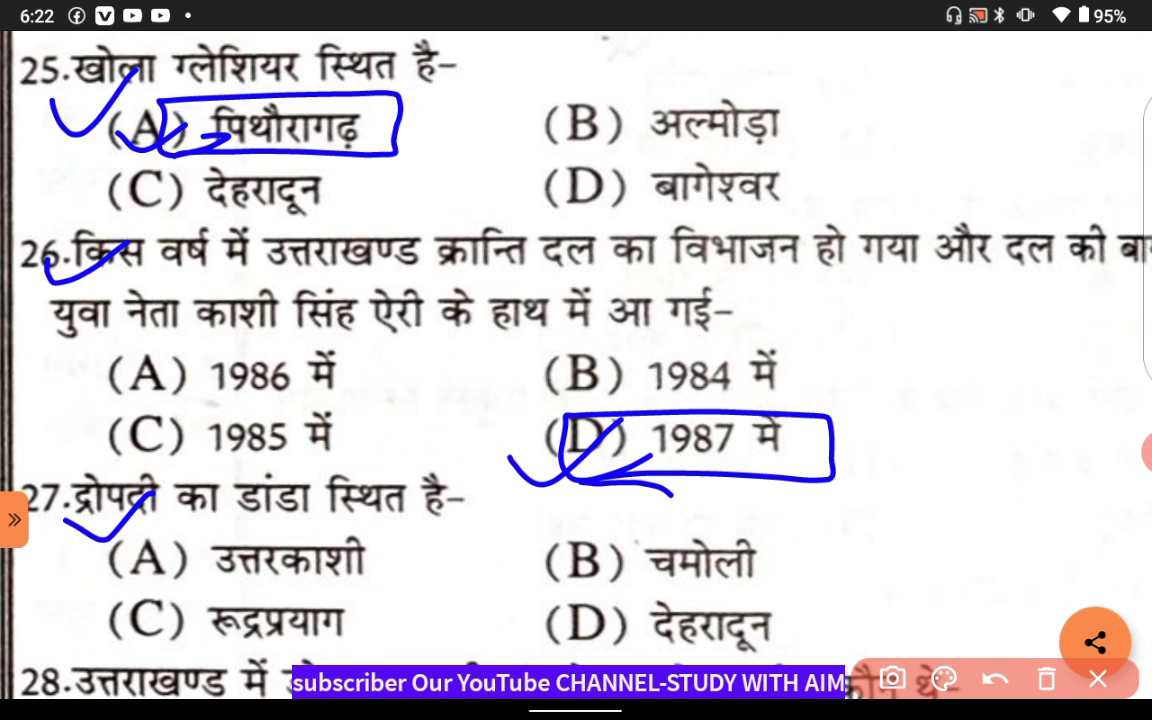 6:22 95%
25.खोला ग्लेशियर स्थित है-
(A) पिथौरागढ़ (B) अल्मोड़ा
(C) देहरादून (D) बागेश्वर
26.किस वर्ष में उत्तराखण्ड क्रान्ति दल का विभाजन हो गया और दल की
युवा नेता काशी सिंह ऐरी के हाथ में आ गई-
(A) 1986 में (B) 1984 में
(C) 1985 में (D) 1987 में
27.द्रोपदी का डांडा स्थित है-
(A) उत्तरकाशी (B) चमोली
(C) रूद्रप्रयाग (D) देहरादून
28.उत्तराखण्ड में कौन थे-
subscriber Our YouTube CHANNEL-STUDY WITH AIM